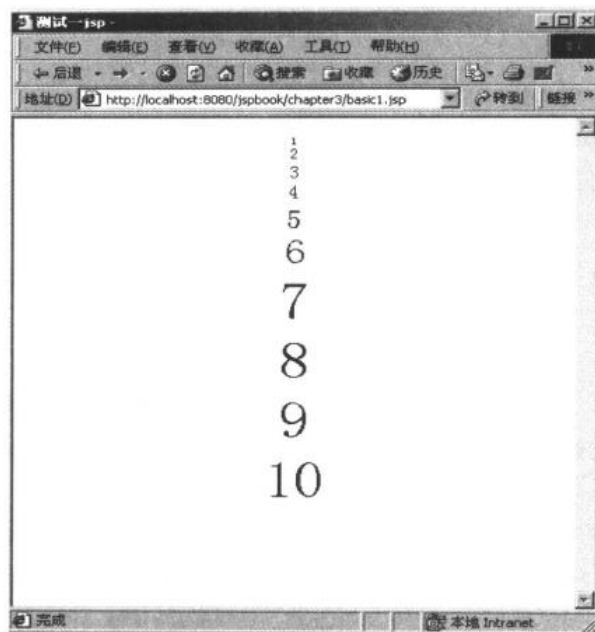 测试一jsp -
文件(F) 编辑(E) 查看(V) 收藏(A) 工具(T) 帮助(H)
后退 搜索 收藏 历史 »
地址(D) http://localhost:8080/jspbook/chapter3/basic1.jsp 转到 链接 »
1
2
3
4
5
6
7
8
9
10
完成 本地 Intranet